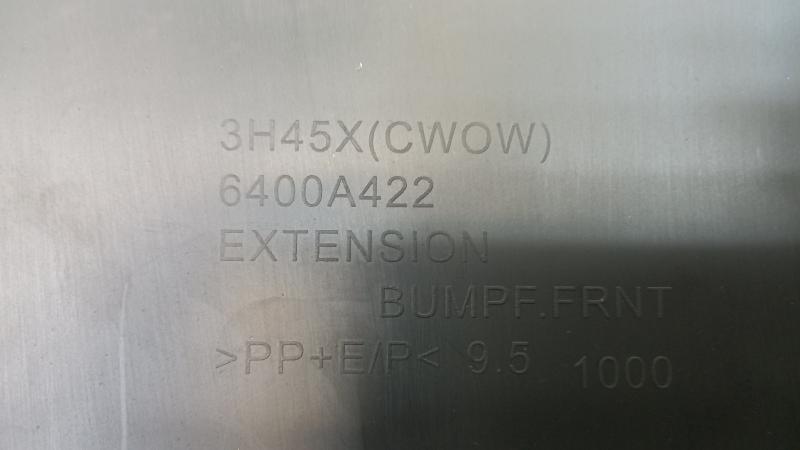 3H45X(CWOW)
6400A422
EXTENSION
BUMPF.FRNT
>PP+E/P< 9.5 1000